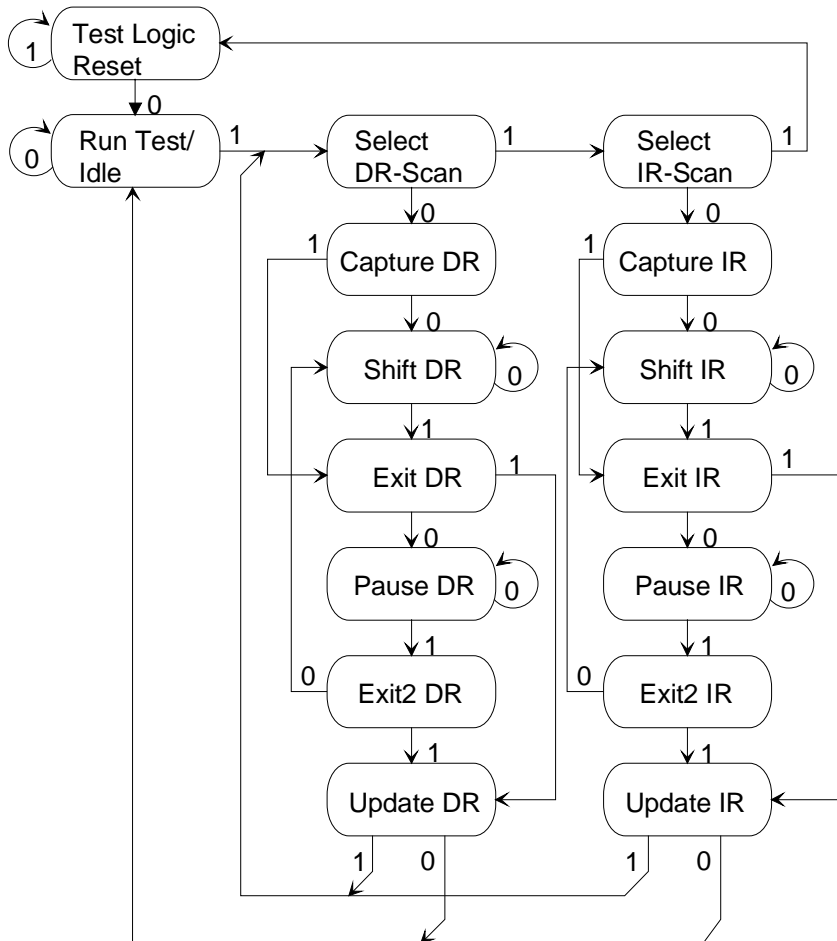 Test Logic
Reset
1
0
Run Test/
Idle
0
1
Select
DR-Scan
1
Select
IR-Scan
1
0
0
1
Capture DR
1
Capture IR
0
0
Shift DR
0
Shift IR
0
1
1
Exit DR
1
Exit IR
1
0
0
Pause DR
0
Pause IR
0
1
1
0
Exit2 DR
0
Exit2 IR
1
1
Update DR
Update IR
1
0
1
0